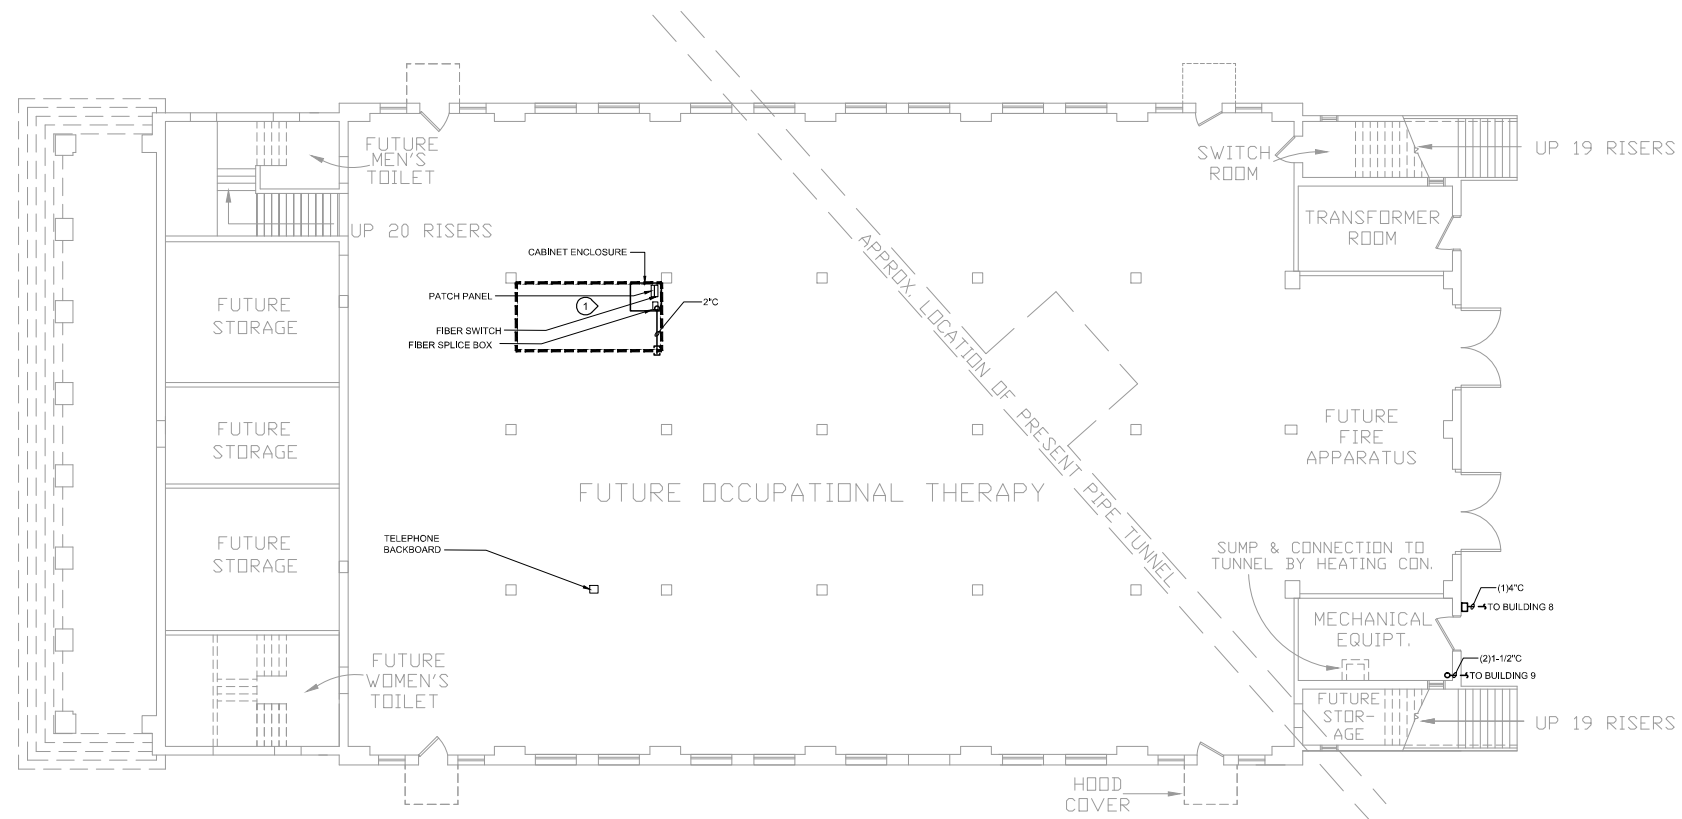 FUTURE
MEN'S
TOILET
SWITCH
ROOM
UP 19 RISERS
TRANSFORMER
ROOM
UP 20 RISERS
CABINET ENCLOSURE
PATCH PANEL
1
2"C
FIBER SWITCH
FIBER SPLICE BOX
FUTURE
STORAGE
APPROX. LOCATION OF PRESENT PIPE TUNNEL
FUTURE
STORAGE
FUTURE
FIRE
APPARATUS
FUTURE OCCUPATIONAL THERAPY
FUTURE
STORAGE
TELEPHONE
BACKBOARD
SUMP & CONNECTION TO
TUNNEL BY HEATING CON.
(1)4"C
TO BUILDING 8
MECHANICAL
EQUIPT.
FUTURE
WOMEN'S
TOILET
(2)1-1/2"C
TO BUILDING 9
FUTURE
STOR-
AGE
UP 19 RISERS
HOOD
COVER